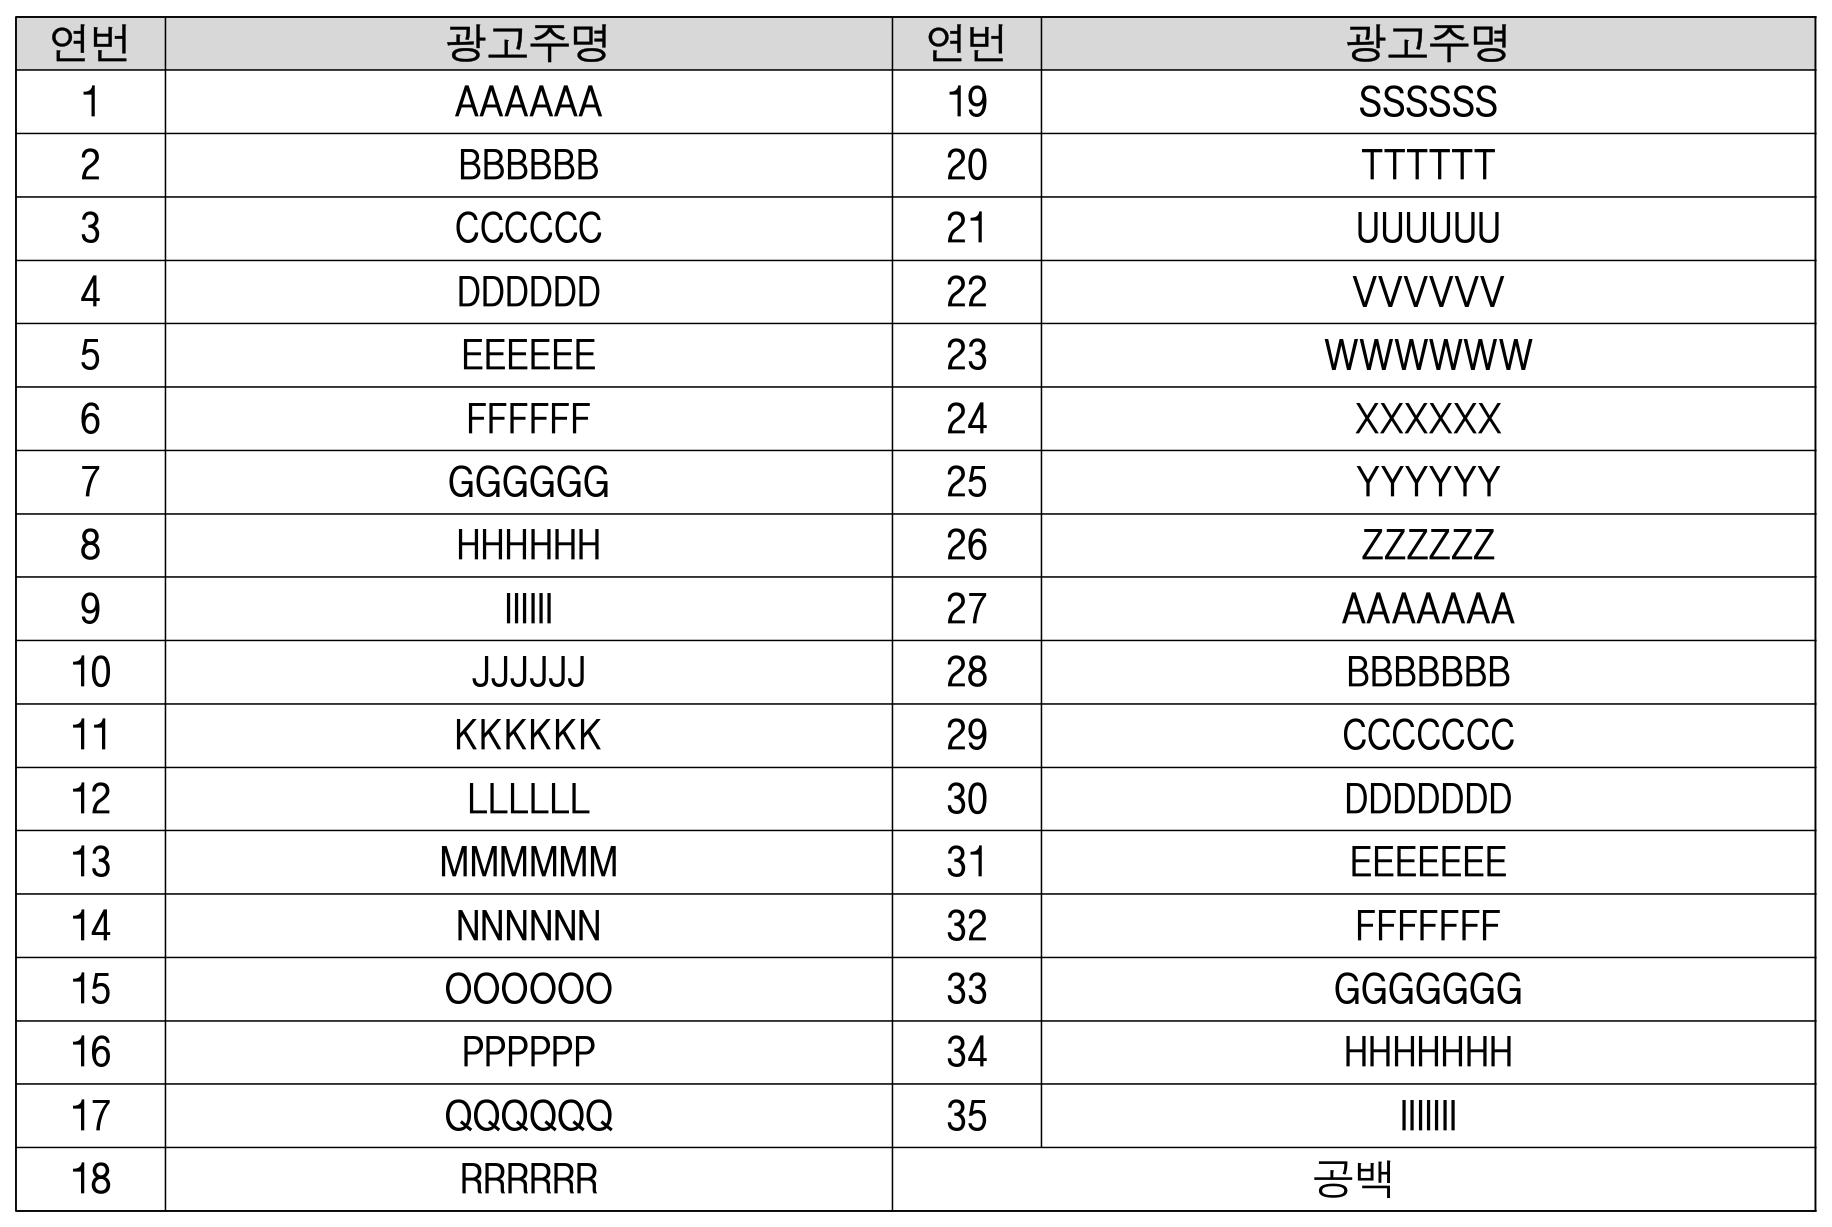 연번 광고주명 연번 광고주명
1 AAAAAA 19 SSSSSS
2 BBBBBB 20 TTTTTT
3 CCCCCC 21 UUUUUU
4 DDDDDD 22 VVVVVV
5 EEEEEE 23 WWWWWW
6 FFFFFF 24 XXXXXX
7 GGGGGG 25 YYYYYY
8 HHHHHH 26 ZZZZZZ
9 IIIIII 27 AAAAAAA
10 JJJJJJ 28 BBBBBBB
11 KKKKKK 29 CCCCCCC
12 LLLLLL 30 DDDDDDD
13 MMMMMM 31 EEEEEEE
14 NNNNNN 32 FFFFFFF
15 OOOOOO 33 GGGGGGG
16 PPPPPP 34 HHHHHHH
17 QQQQQQ 35 IIIIIII
18 RRRRRR 공백